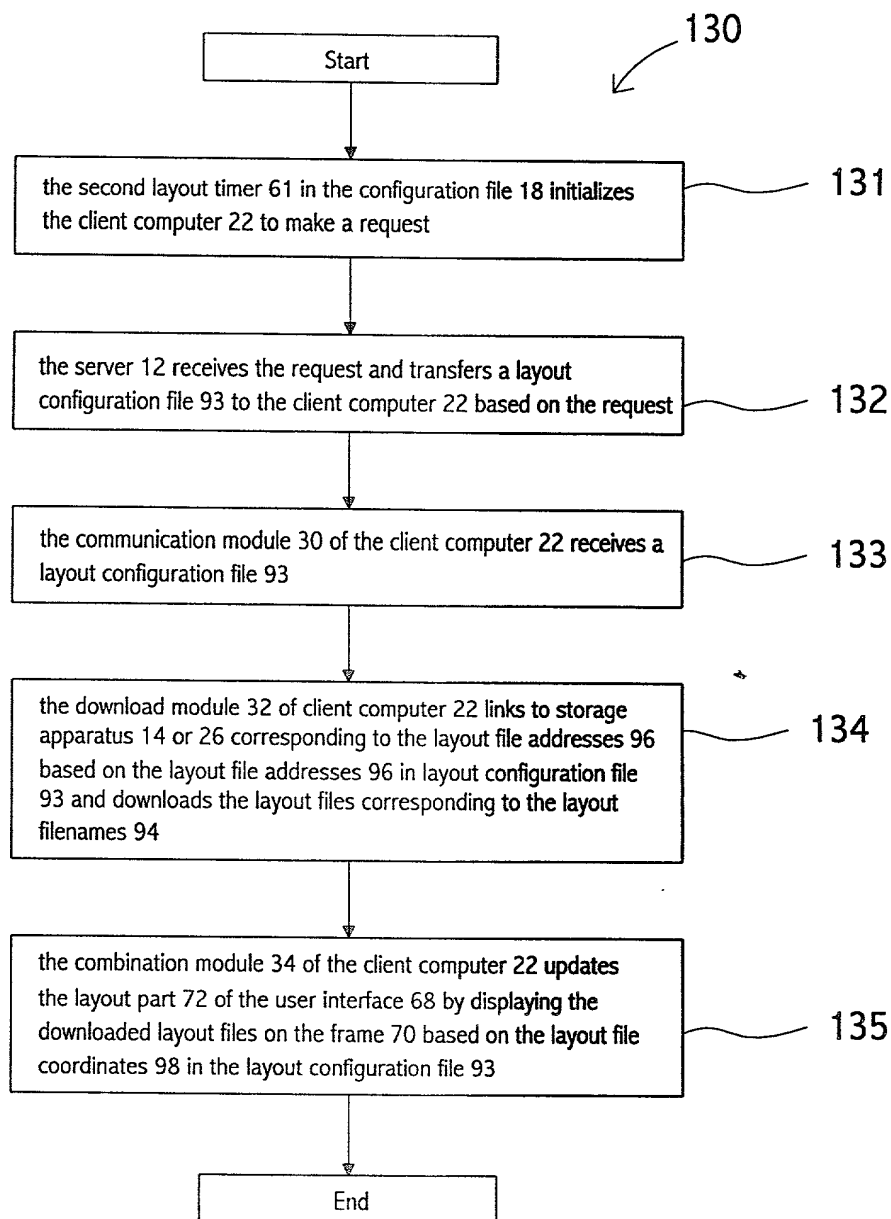 130
Start
the second layout timer 61 in the configuration file 18 initializes
the client computer 22 to make a request
131
the server 12 receives the request and transfers a layout
configuration file 93 to the client computer 22 based on the request
132
the communication module 30 of the client computer 22 receives a
layout configuration file 93
133
the download module 32 of client computer 22 links to storage
apparatus 14 or 26 corresponding to the layout file addresses 96
based on the layout file addresses 96 in layout configuration file
93 and downloads the layout files corresponding to the layout
filenames 94
134
the combination module 34 of the client computer 22 updates
the layout part 72 of the user interface 68 by displaying the
downloaded layout files on the frame 70 based on the layout file
coordinates 98 in the layout configuration file 93
135
End